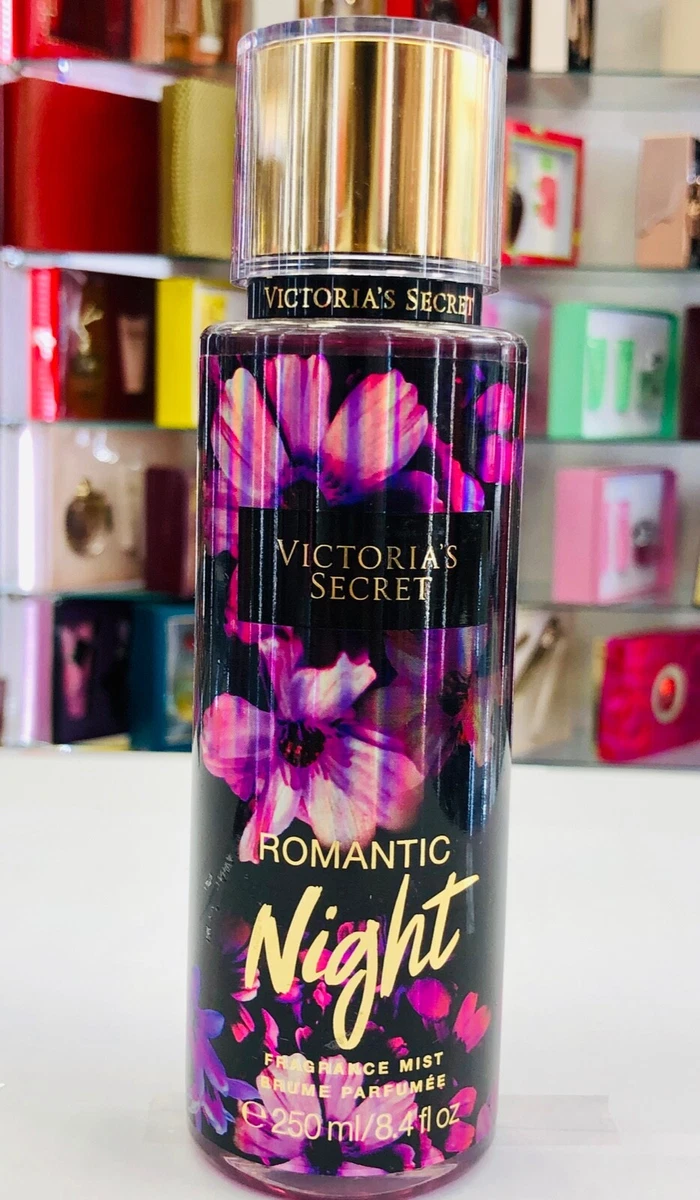 VICTORIA'S SECRET
VICTORIA'S
SECRET
ROMANTIC
Night
FRAGRANCE MIST
BRUME PARFUMÉE
℮ 250 ml/8.4 fl oz